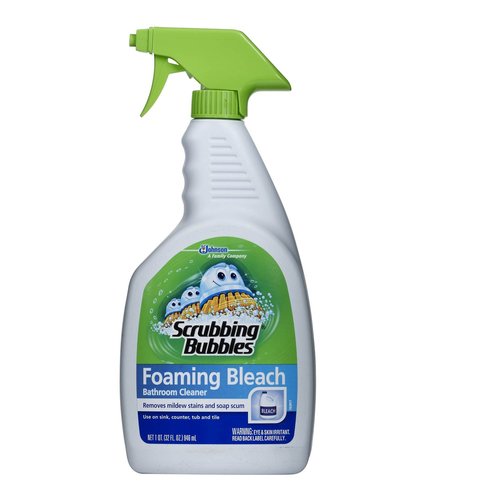 Johnson
A Family Company
Scrubbing
Bubbles
Foaming Bleach
Bathroom Cleaner
Removes mildew stains and soap scum
Use on sink, counter, tub and tile
BLEACH
NET 1 QT. (32 FL. OZ.) 946 mL
WARNING: EYE & SKIN IRRITANT.
READ BACK LABEL CAREFULLY.